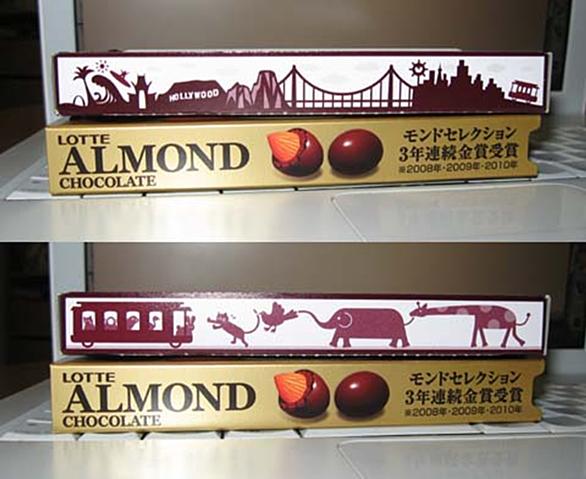 HOLLYWOOD
LOTTE
ALMOND
CHOCOLATE
モンドセレクション
3年連続金賞受賞
※2008年・2009年・2010年
LOTTE
ALMOND
CHOCOLATE
モンドセレクション
3年連続金賞受賞
※2008年・2009年・2010年